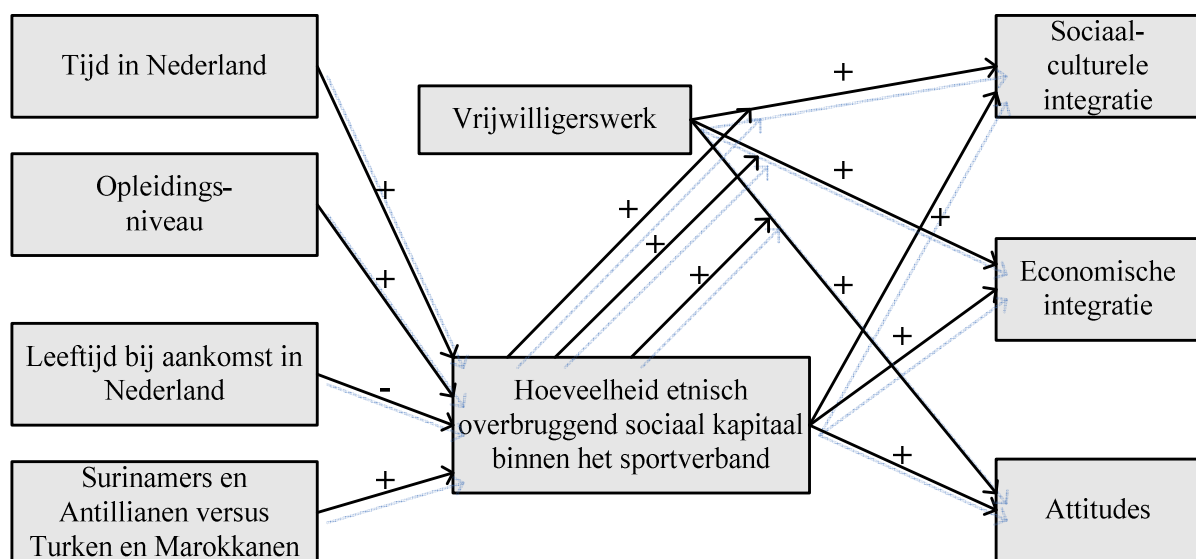 Tijd in Nederland
Opleidings-
niveau
Leeftijd bij aankomst in
Nederland
Surinamers en
Antillianen versus
Turken en Marokkanen
+
+
-
+
Vrijwilligerswerk
Hoeveelheid etnisch
overbruggend sociaal kapitaal
binnen het sportverband
+
+
+
+
+
+
+
+
+
Sociaal-
culturele
integratie
Economische
integratie
Attitudes